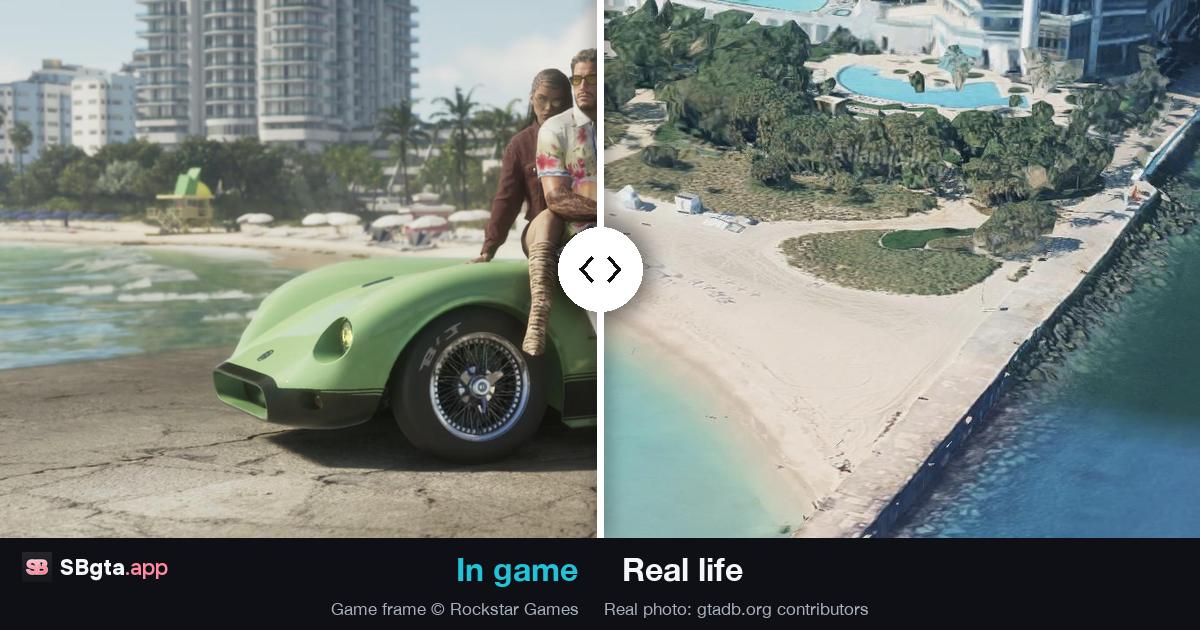 SB SBgta.app
In game
Real life
Game frame © Rockstar Games
Real photo: gtadb.org contributors